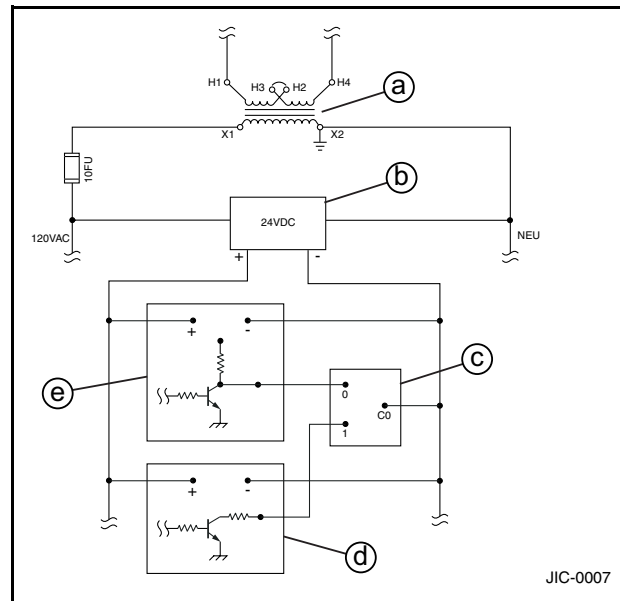 H1 H3 H2 H4
a
X1 X2
10FU
b
24VDC
120VAC NEU
+ -
+ -
c
e
0
C0
1
+ -
d
JIC-0007